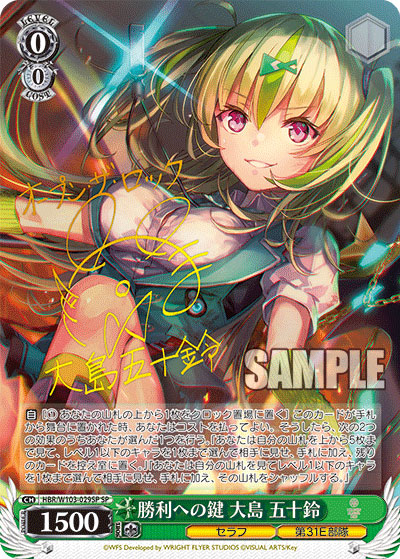 LEVEL
0
0
COST
オープン・ザ・ロック
大島五十鈴
SAMPLE
自【(1) あなたの山札の上から1枚をクロック置場に置く】 このカードが手札
から舞台に置かれた時、あなたはコストを払ってよい。そうしたら、次の2つ
の効果のうちあなたが選んだ1つを行う。『あなたは自分の山札を上から5枚ま
で見て、レベル1以下のキャラを1枚まで選んで相手に見せ、手札に加え、残り
のカードを控え室に置く。』『あなたは自分の山札を見てレベル1以下のキャラ
を1枚まで選んで相手に見せ、手札に加え、その山札をシャッフルする。』
CH HBR/W103-029SP SP
1500
勝利への鍵 大島 五十鈴
セラフ
第31E部隊
©WFS Developed by WRIGHT FLYER STUDIOS ©VISUAL ARTS/Key